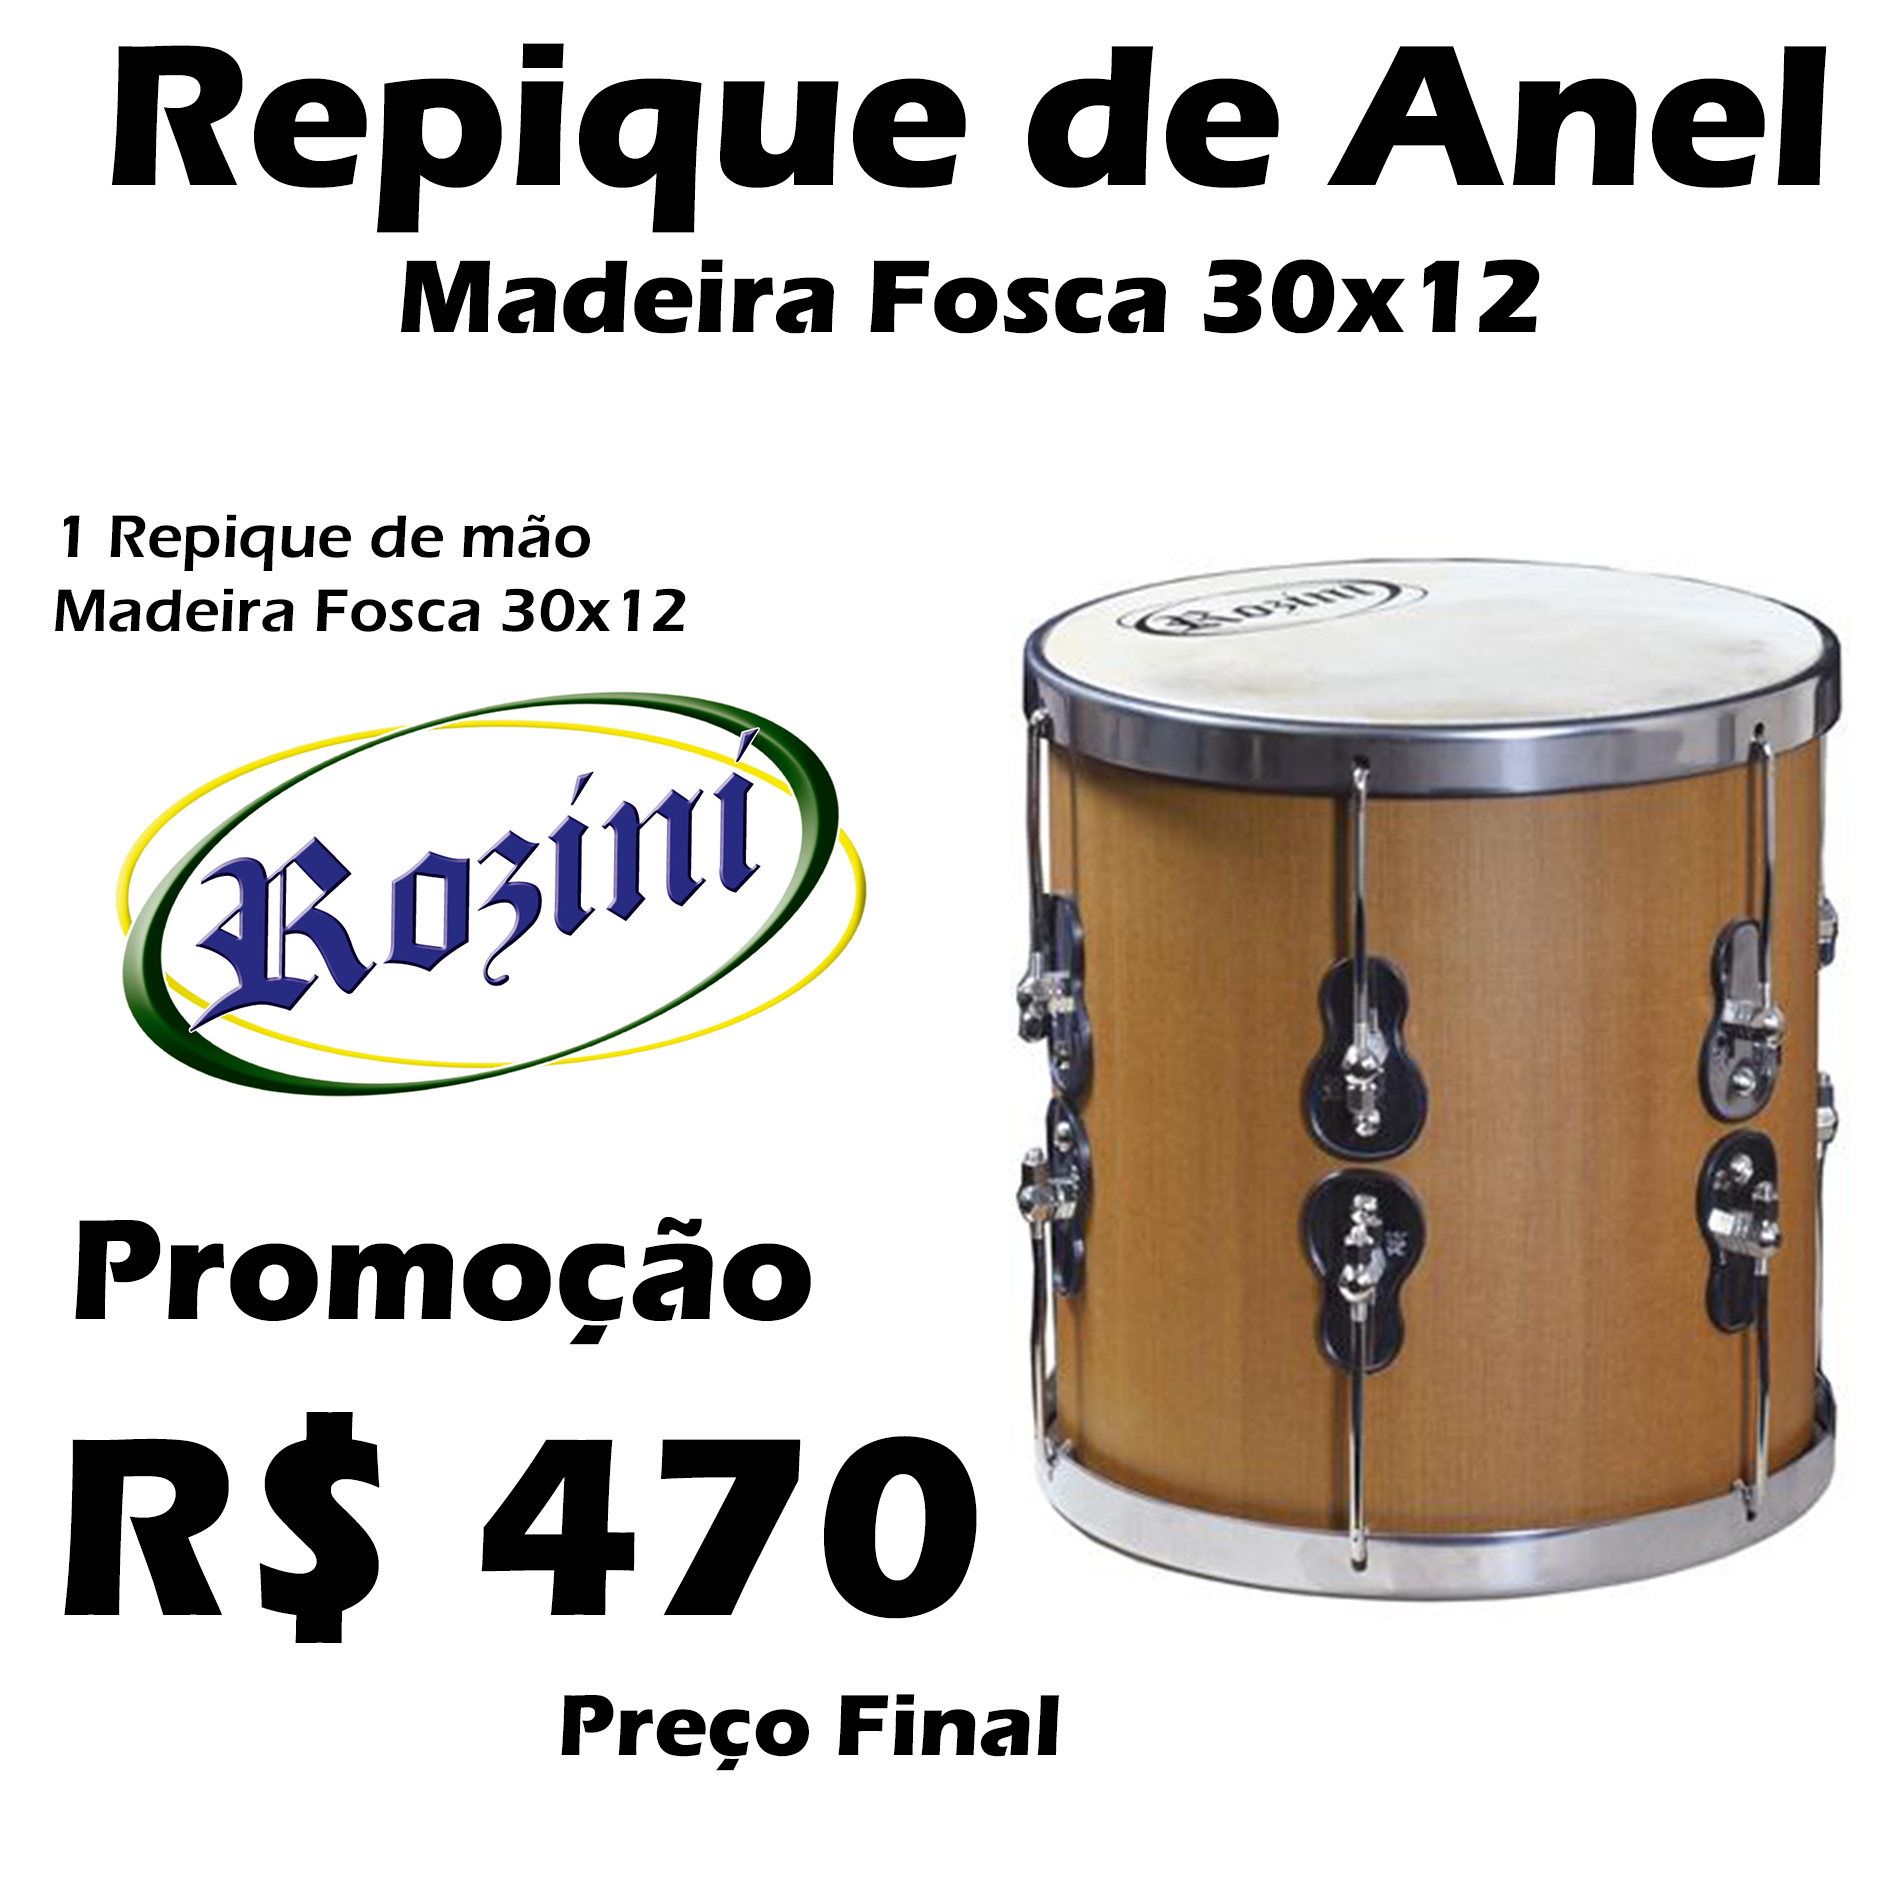 Repique de Anel
Madeira Fosca 30x12
1 Repique de mão
Madeira Fosca 30x12
Rozini
Rozini
Promoção
R$ 470
Preço Final